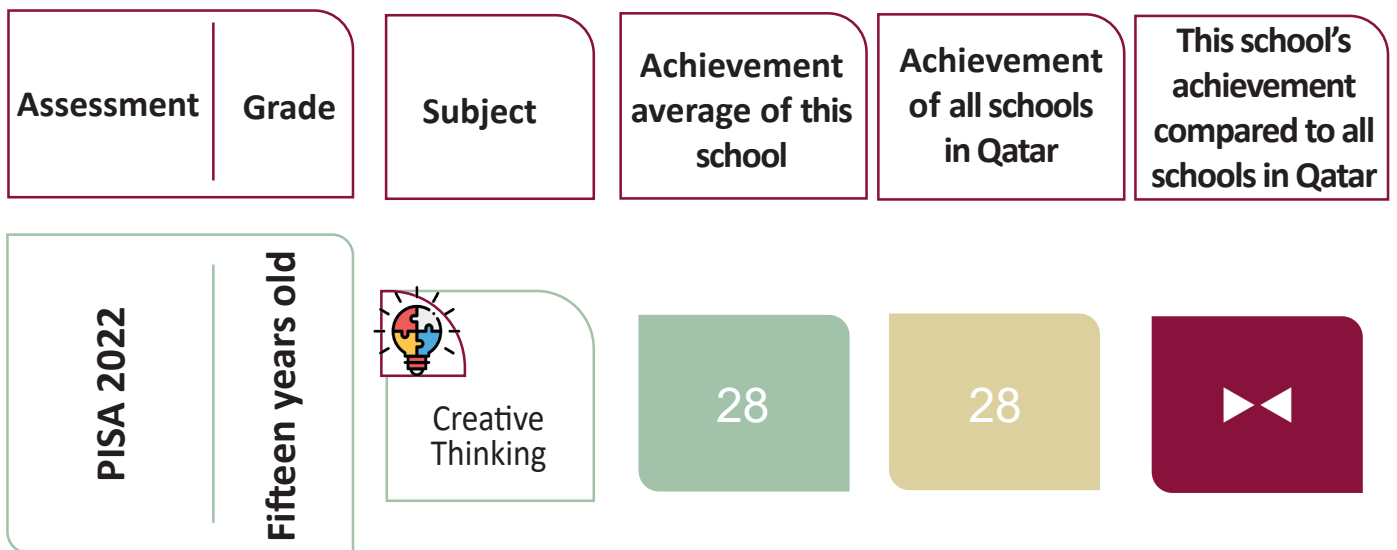 Assessment
Grade
Subject
Achievement
average of this
school
Achievement
of all schools
in Qatar
This school’s
achievement
compared to all
schools in Qatar
PISA 2022
Fifteen years old
Creative
Thinking
28
28